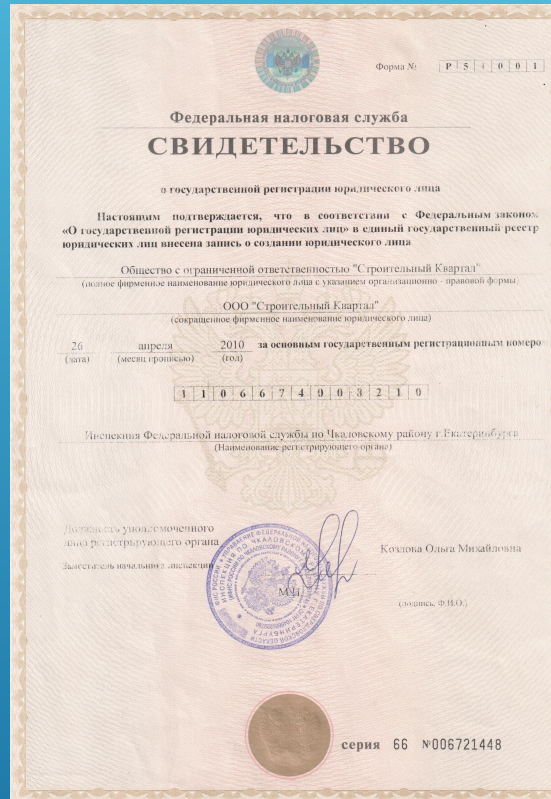 Форма № Р 5 1 0 0 1
Федеральная налоговая служба
СВИДЕТЕЛЬСТВО
о государственной регистрации юридического лица
Настоящим подтверждается, что в соответствии с Федеральным законом
«О государственной регистрации юридических лиц» в единый государственный реестр
юридических лиц внесена запись о создании юридического лица
Общество с ограниченной ответственностью "Строительный Квартал"
(полное фирменное наименование юридического лица с указанием организационно - правовой формы)
ООО "Строительный Квартал"
(сокращенное фирменное наименование юридического лица)
26 апреля 2010 за основным государственным регистрационным номером
(дата) (месяц прописью) (год)
1 1 0 6 6 7 4 0 0 3 2 1 0
Инспекция Федеральной налоговой службы по Чкаловскому району г.Екатеринбурга
(Наименование регистрирующего органа)
Должность уполномоченного
лица регистрирующего органа
Заместитель начальника инспекции
Козлова Ольга Михайловна
М.П.
(подпись, Ф.И.О.)
серия 66 №006721448